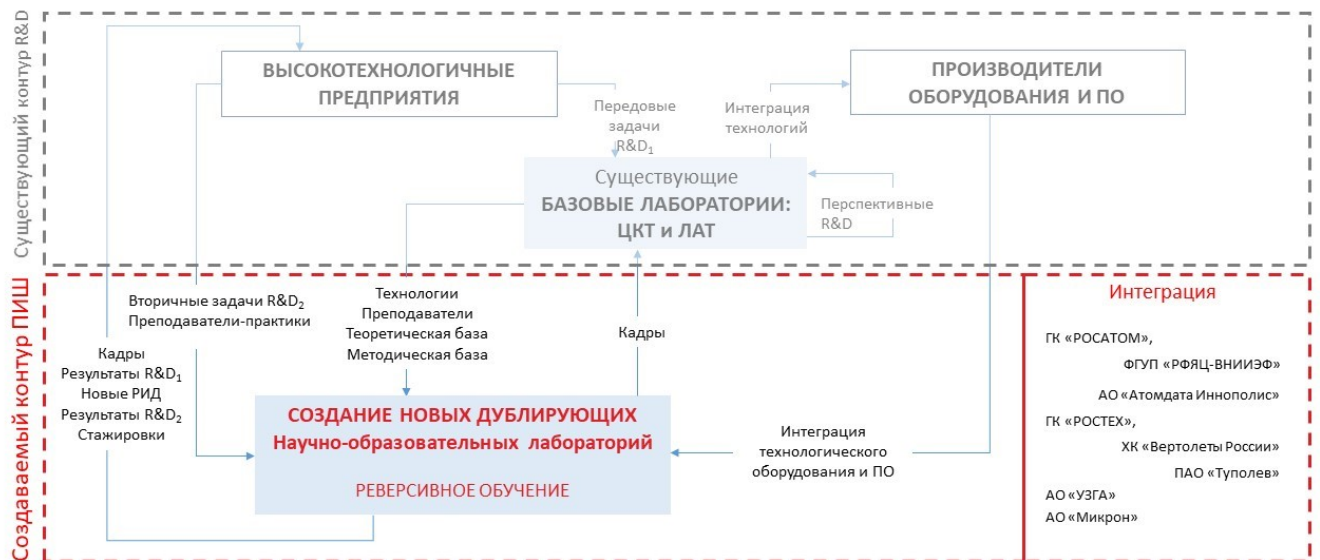 Существующий контур R&D
ВЫСОКОТЕХНОЛОГИЧНЫЕ
ПРЕДПРИЯТИЯ
ПРОИЗВОДИТЕЛИ
ОБОРУДОВАНИЯ И ПО
Передовые
задачи
R&D₁
Интеграция
технологий
Существующие
БАЗОВЫЕ ЛАБОРАТОРИИ:
ЦКТ и ЛАТ
Перспективные
R&D
Создаваемый контур ПИШ
Вторичные задачи R&D₂
Преподаватели-практики
Технологии
Преподаватели
Теоретическая база
Методическая база
Кадры
Кадры
Результаты R&D₁
Новые РИД
Результаты R&D₂
Стажировки
СОЗДАНИЕ НОВЫХ ДУБЛИРУЮЩИХ
Научно-образовательных лабораторий
РЕВЕРСИВНОЕ ОБУЧЕНИЕ
Интеграция
технологического
оборудования и ПО
Интеграция
ГК «РОСАТОМ»,
ФГУП «РФЯЦ-ВНИИЭФ»
АО «Атомдата Иннополис»
ГК «РОСТЕХ»,
ХК «Вертолеты России»
ПАО «Туполев»
АО «УЗГА»
АО «Микрон»